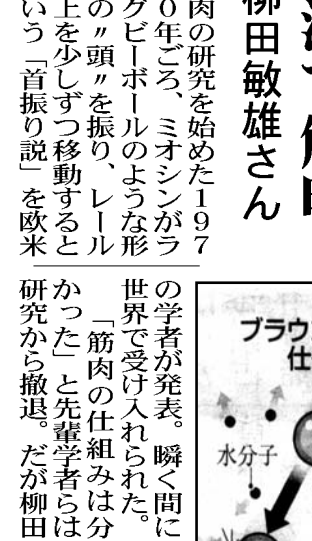 柳田敏雄さん
肉の研究を始めた197
0年ごろ、ミオシンがラ
グビーボールのような形
の〃頭〃を振り、レール
上を少しずつ移動すると
いう「首振り説」を欧米
の学者が発表。瞬く間に
世界で受け入れられた。
「筋肉の仕組みは分
かった」と先輩学者らは
研究から撤退。だが柳田
ブラウ
仕
水分子